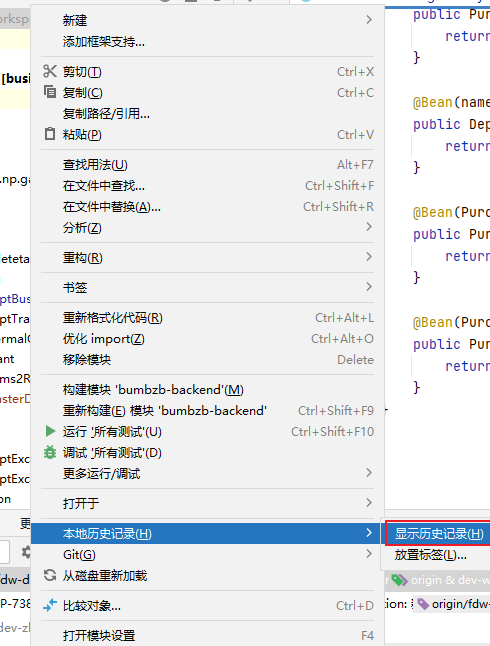 orksp
新建
添加框架支持...
剪切(T) Ctrl+X
复制(C) Ctrl+C
复制路径/引用...
粘贴(P) Ctrl+V
查找用法(U) Alt+F7
在文件中查找... Ctrl+Shift+F
在文件中替换(A)... Ctrl+Shift+R
分析(Z)
重构(R)
书签
重新格式化代码(R) Ctrl+Alt+L
优化 import(Z) Ctrl+Alt+O
移除模块 Delete
构建模块 'bumbzb-backend'(M)
重新构建(E) 模块 'bumbzb-backend' Ctrl+Shift+F9
运行 '所有测试'(U) Ctrl+Shift+F10
调试 '所有测试'(D)
更多运行/调试
打开于
本地历史记录(H)
Git(G)
从磁盘重新加载
比较对象... Ctrl+D
打开模块设置 F4
显示历史记录(H)
放置标签(L)...
[busi
.np.ga
leteta
ptBus
ptTra
ormalC
ant
ms2R
asterD
ptExc
ptExc
on
更
fdw-d
P-738
dev-zl
public Pur
return
}
@Bean(name
public Dep
return
}
@Bean(Purc
public Pur
return
}
@Bean(Purc
public Pur
return
}
}
origin & dev-w
tion:
origin/fdw-